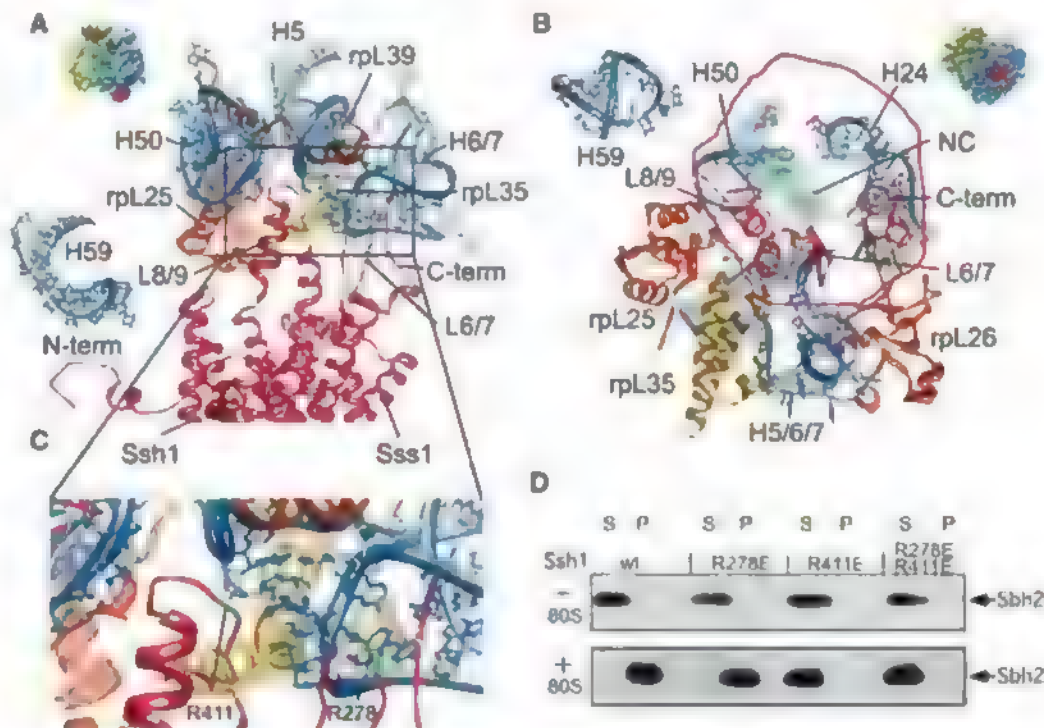 A
H5
rpL39
H50
H6/7
rpL25
rpL35
H59
L8/9
C-term
L6/7
N-term
Ssh1
Sss1
B
H50
H24
H59
NC
L8/9
C-term
L6/7
rpL25
rpL26
rpL35
H5/6/7
C
R411
R278
D
S P S P S P S P
Ssh1 wt R278E R411E R278E R411E
- 80S Sbh2
+ 80S Sbh2